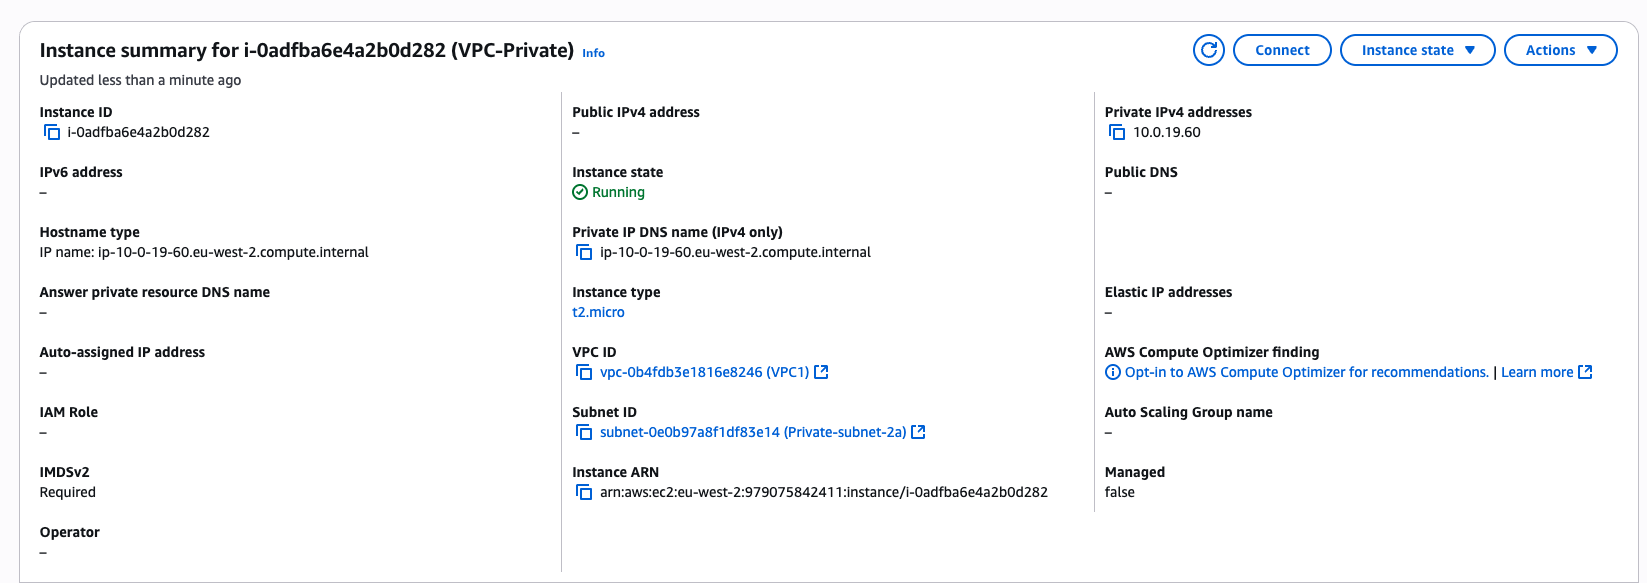 Instance summary for i-0adfba6e4a2b0d282 (VPC-Private) Info
Connect
Instance state
Actions
Updated less than a minute ago
Instance ID
i-0adfba6e4a2b0d282
Public IPv4 address
–
Private IPv4 addresses
10.0.19.60
IPv6 address
–
Instance state
Running
Public DNS
–
Hostname type
IP name: ip-10-0-19-60.eu-west-2.compute.internal
Private IP DNS name (IPv4 only)
ip-10-0-19-60.eu-west-2.compute.internal
Answer private resource DNS name
–
Instance type
t2.micro
Elastic IP addresses
–
Auto-assigned IP address
–
VPC ID
vpc-0b4fdb3e1816e8246 (VPC1)
AWS Compute Optimizer finding
Opt-in to AWS Compute Optimizer for recommendations. | Learn more
IAM Role
–
Subnet ID
subnet-0e0b97a8f1df83e14 (Private-subnet-2a)
Auto Scaling Group name
–
IMDSv2
Required
Instance ARN
arn:aws:ec2:eu-west-2:979075842411:instance/i-0adfba6e4a2b0d282
Managed
false
Operator
–